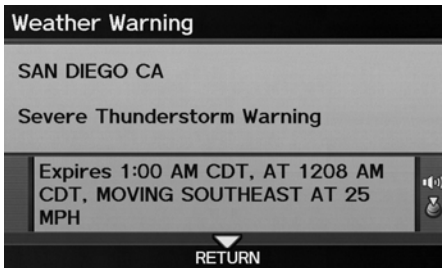 Weather Warning
SAN DIEGO CA
Severe Thunderstorm Warning
Expires 1:00 AM CDT, AT 1208 AM
CDT, MOVING SOUTHEAST AT 25
MPH
RETURN